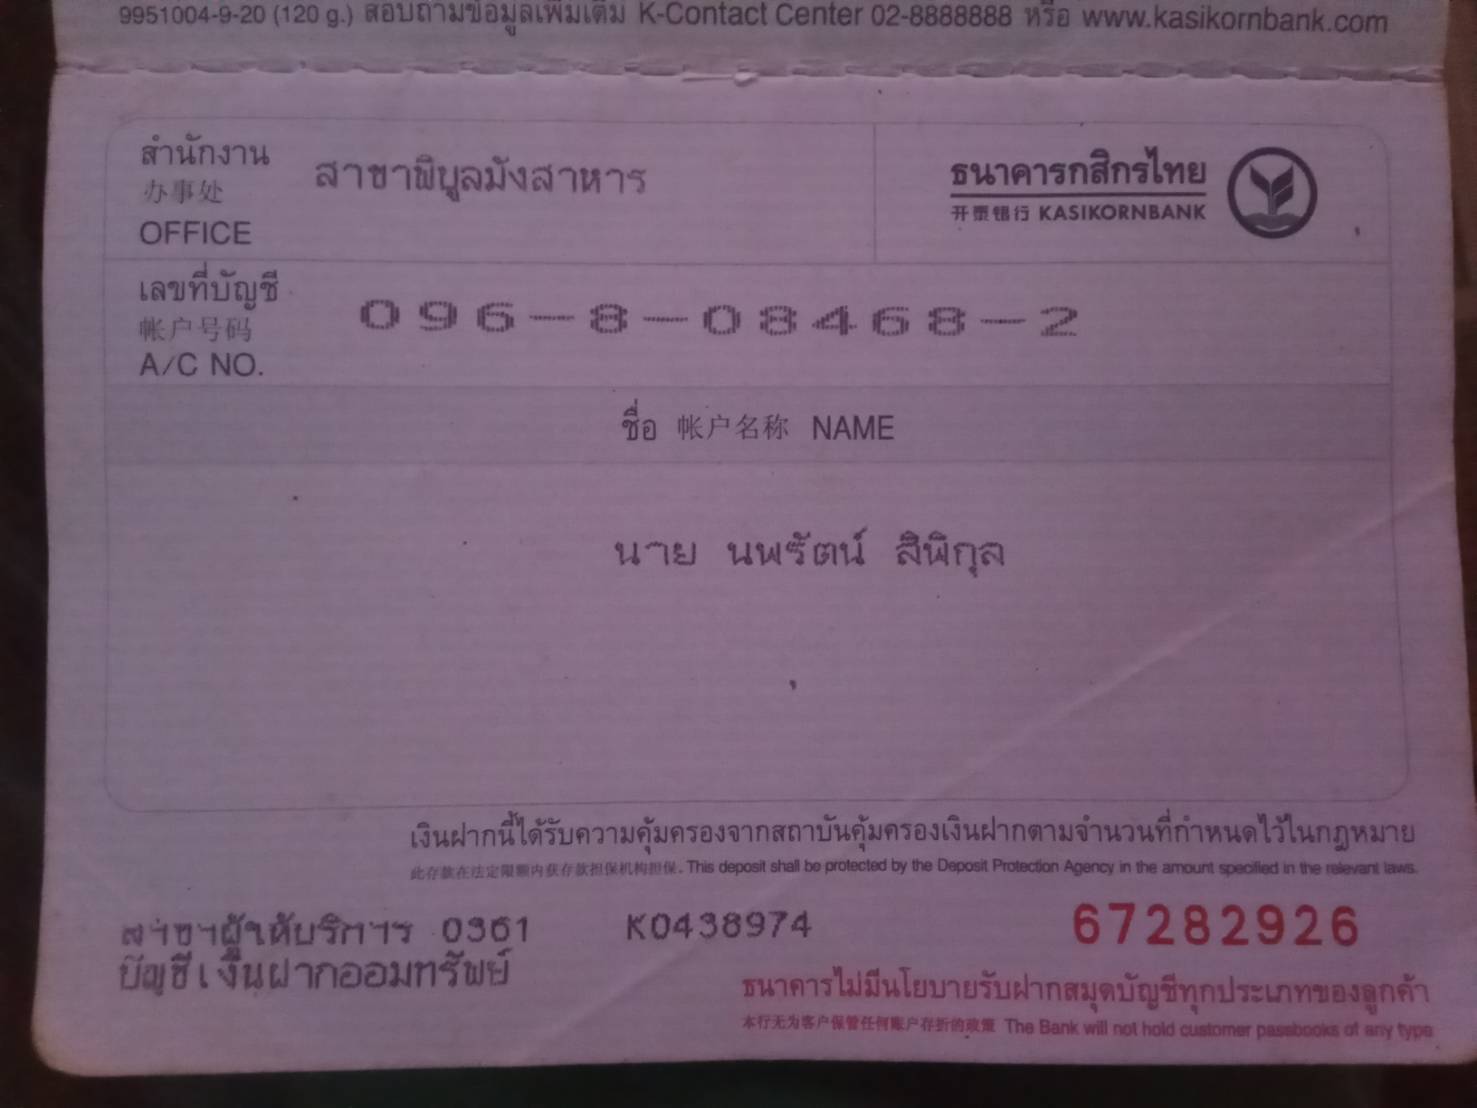 9951004-9-20 (120 g.) สอบถามข้อมูลเพิ่มเติม K-Contact Center 02-8888888 หรือ www.kasikornbank.com
สำนักงาน
办事处
OFFICE
สาขาพิบูลมังสาหาร
ธนาคารกสิกรไทย
开泰银行 KASIKORNBANK
เลขที่บัญชี
帐户号码
A/C NO.
096-8-08468-2
ชื่อ 帐户名称 NAME
นาย นพรัตน์ สิพิกุล
เงินฝากนี้ได้รับความคุ้มครองจากสถาบันคุ้มครองเงินฝากตามจำนวนที่กำหนดไว้ในกฎหมาย
此存款在法定限额内获存款担保机构担保。This deposit shall be protected by the Deposit Protection Agency in the amount specified in the relevant laws.
สาขาผู้ให้บริการ 0361 K0438974 67282926
บัญชีเงินฝากออมทรัพย์
ธนาคารไม่มีนโยบายรับฝากสมุดบัญชีทุกประเภทของลูกค้า
本行无为客户保管任何账户存折的政策 The Bank will not hold customer passbooks of any type